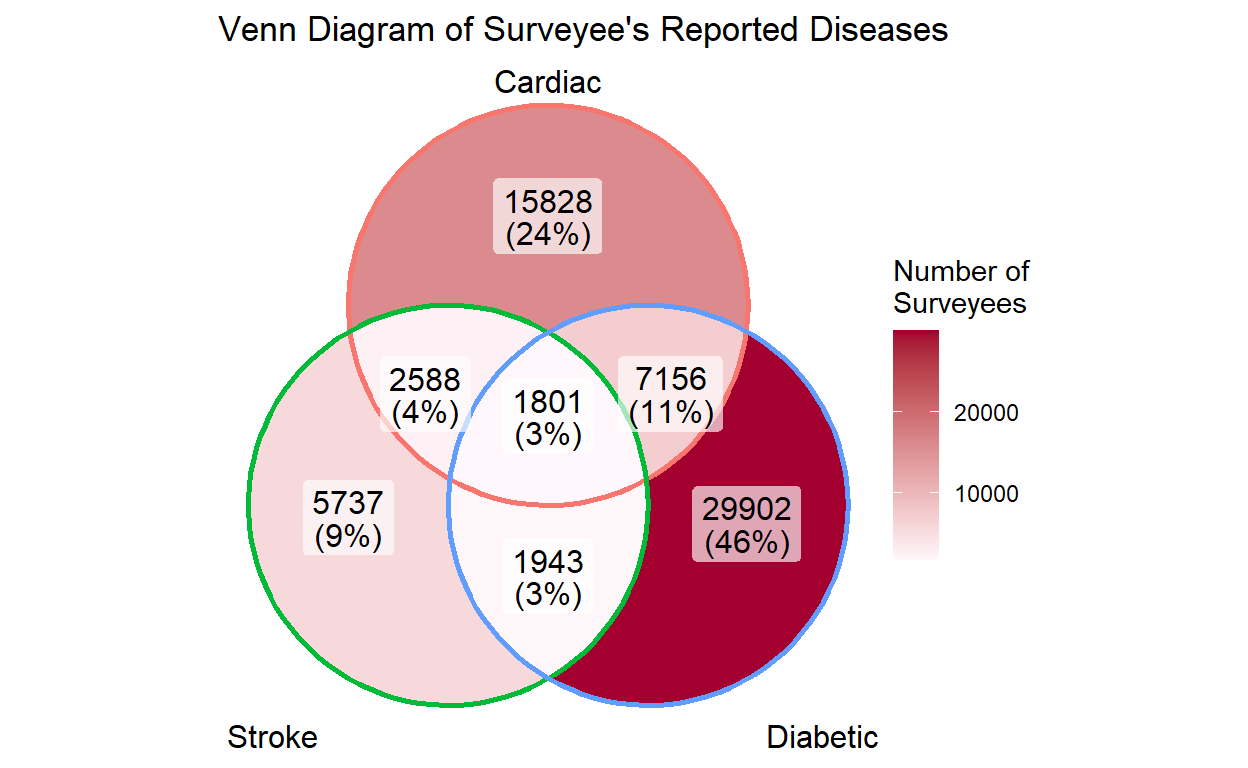 Venn Diagram of Surveyee's Reported Diseases
Cardiac
15828
(24%)
Number of
Surveyees
2588
(4%)
1801
(3%)
7156
(11%)
20000
10000
5737
(9%)
29902
(46%)
1943
(3%)
Stroke
Diabetic